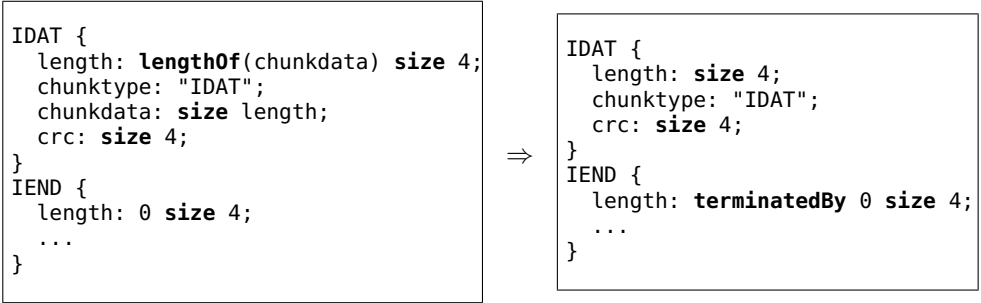 IDAT {
  length: lengthOf(chunkdata) size 4;
  chunktype: "IDAT";
  chunkdata: size length;
  crc: size 4;
}
IEND {
  length: 0 size 4;
  ...
}
⇒
IDAT {
  length: size 4;
  chunktype: "IDAT";
  crc: size 4;
}
IEND {
  length: terminatedBy 0 size 4;
  ...
}